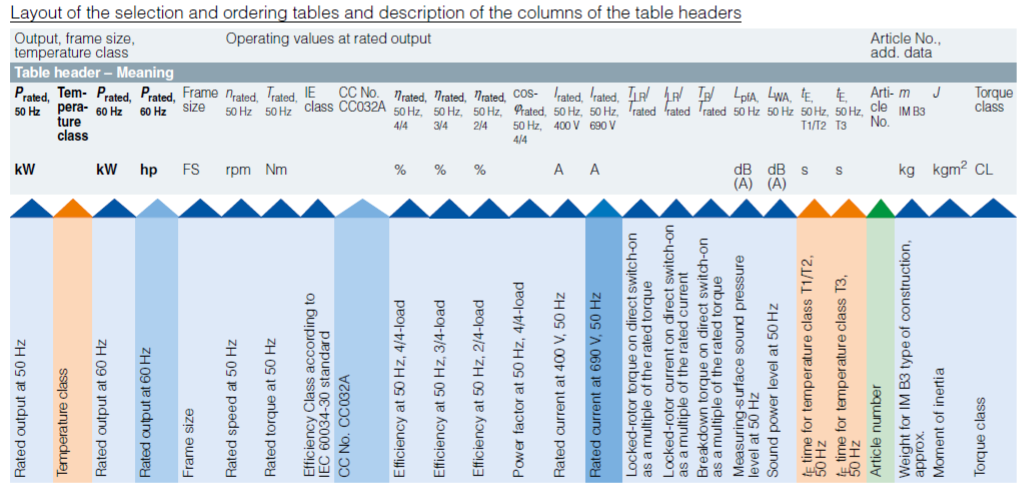 Layout of the selection and ordering tables and description of the columns of the table headers
Output, frame size,
temperature class
Operating values at rated output
Article No.,
add. data
Table header – Meaning
Prated,
50 Hz
Tem-
pera-
ture
class
Prated,
60 Hz
Prated,
60 Hz
Frame
size
nrated,
50 Hz
Trated,
50 Hz
IE
class
CC No.
CC032A
ηrated,
50 Hz,
4/4
ηrated,
50 Hz,
3/4
ηrated,
50 Hz,
2/4
cos-
φrated,
50 Hz,
4/4
Irated,
50 Hz,
400 V
Irated,
50 Hz,
690 V
TLR/
Trated
ILR/
Irated
TB/
Trated
LpfA,
50 Hz
LWA,
50 Hz
tE,
50 Hz,
T1/T2
tE,
50 Hz,
T3
Arti-
cle
No.
m
IM B3
J
Torque
class
kW
kW
hp
FS
rpm
Nm
%
%
%
A
A
dB
(A)
dB
(A)
s
s
kg
kgm²
CL
Rated output at 50 Hz
Temperature class
Rated output at 60 Hz
Rated output at 60 Hz
Frame size
Rated speed at 50 Hz
Rated torque at 50 Hz
Efficiency Class according to
IEC 60034-30 standard
CC No. CC032A
Efficiency at 50 Hz, 4/4-load
Efficiency at 50 Hz, 3/4-load
Efficiency at 50 Hz, 2/4-load
Power factor at 50 Hz, 4/4-load
Rated current at 400 V, 50 Hz
Rated current at 690 V, 50 Hz
Locked-rotor torque on direct switch-on
as a multiple of the rated torque
Locked-rotor current on direct switch-on
as a multiple of the rated current
Breakdown torque on direct switch-on
as a multiple of the rated torque
Measuring-surface sound pressure
level at 50 Hz
Sound power level at 50 Hz
tE time for temperature class T1/T2,
50 Hz
tE time for temperature class T3,
50 Hz
Article number
Weight for IM B3 type of construction,
approx.
Moment of inertia
Torque class